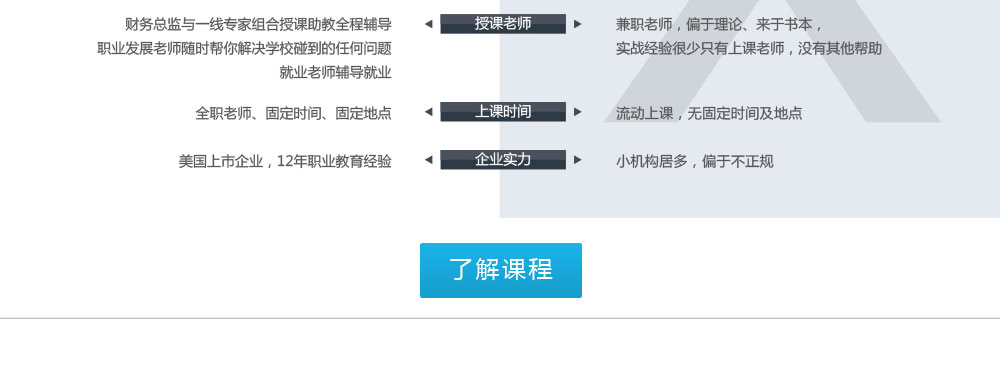 财务总监与一线专家组合授课助教全程辅导
职业发展老师随时帮你解决学校碰到的任何问题
就业老师辅导就业
授课老师
兼职老师，偏于理论、来于书本，
实战经验很少只有上课老师，没有其他帮助
全职老师、固定时间、固定地点
上课时间
流动上课，无固定时间及地点
美国上市企业，12年职业教育经验
企业实力
小机构居多，偏于不正规
了解课程